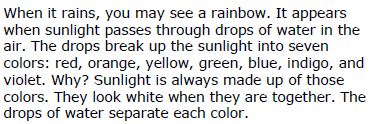 When it rains, you may see a rainbow. It appears
when sunlight passes through drops of water in the
air. The drops break up the sunlight into seven
colors: red, orange, yellow, green, blue, indigo, and
violet. Why? Sunlight is always made up of those
colors. They look white when they are together. The
drops of water separate each color.